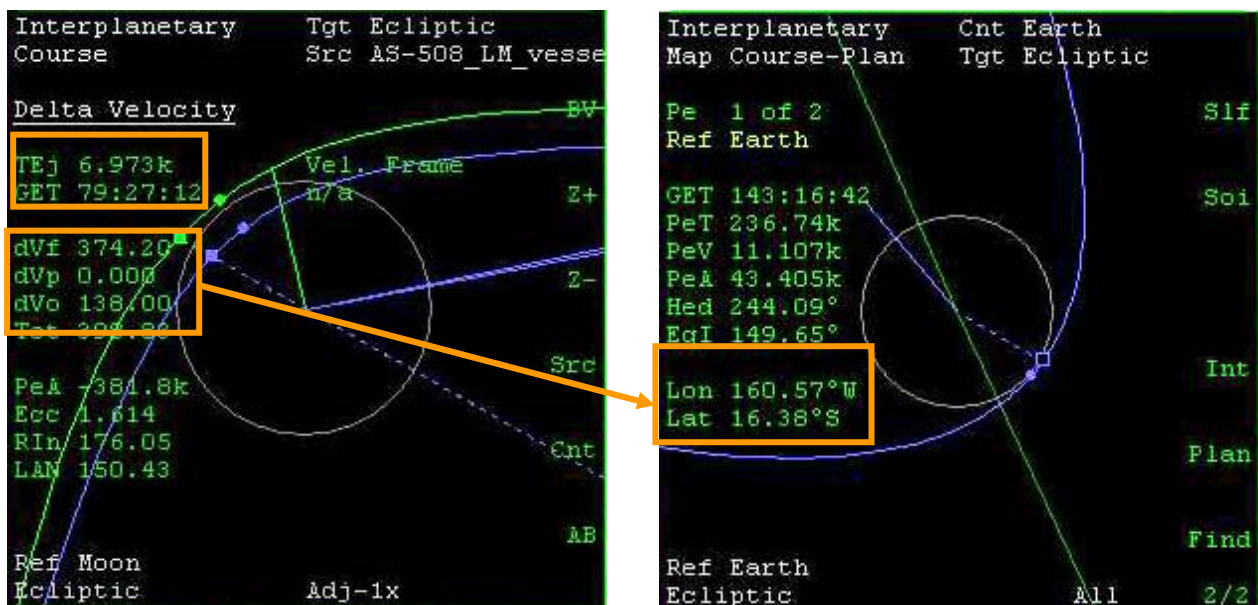 Interplanetary Tgt Ecliptic
Course Src AS-508_LM_vesse
Delta Velocity
BV
TEj 6.973k Vel. Frame
GET 79:27:12 n/a Z+
dVf 374.20
dVp 0.000 Z-
dVo 138.00
Src
PeA -381.8k
Ecc 1.614
RIn 176.05 Cnt
LAN 150.43
AB
Ref Moon
Ecliptic Adj-1x
Interplanetary Cnt Earth
Map Course-Plan Tgt Ecliptic
Pe 1 of 2 Slf
Ref Earth
GET 143:16:42 Soi
PeT 236.74k
PeV 11.107k
PeA 43.405k
Hed 244.09°
EqI 149.65°
Int
Lon 160.57°W
Lat 16.38°S
Plan
Find
Ref Earth
Ecliptic All 2/2